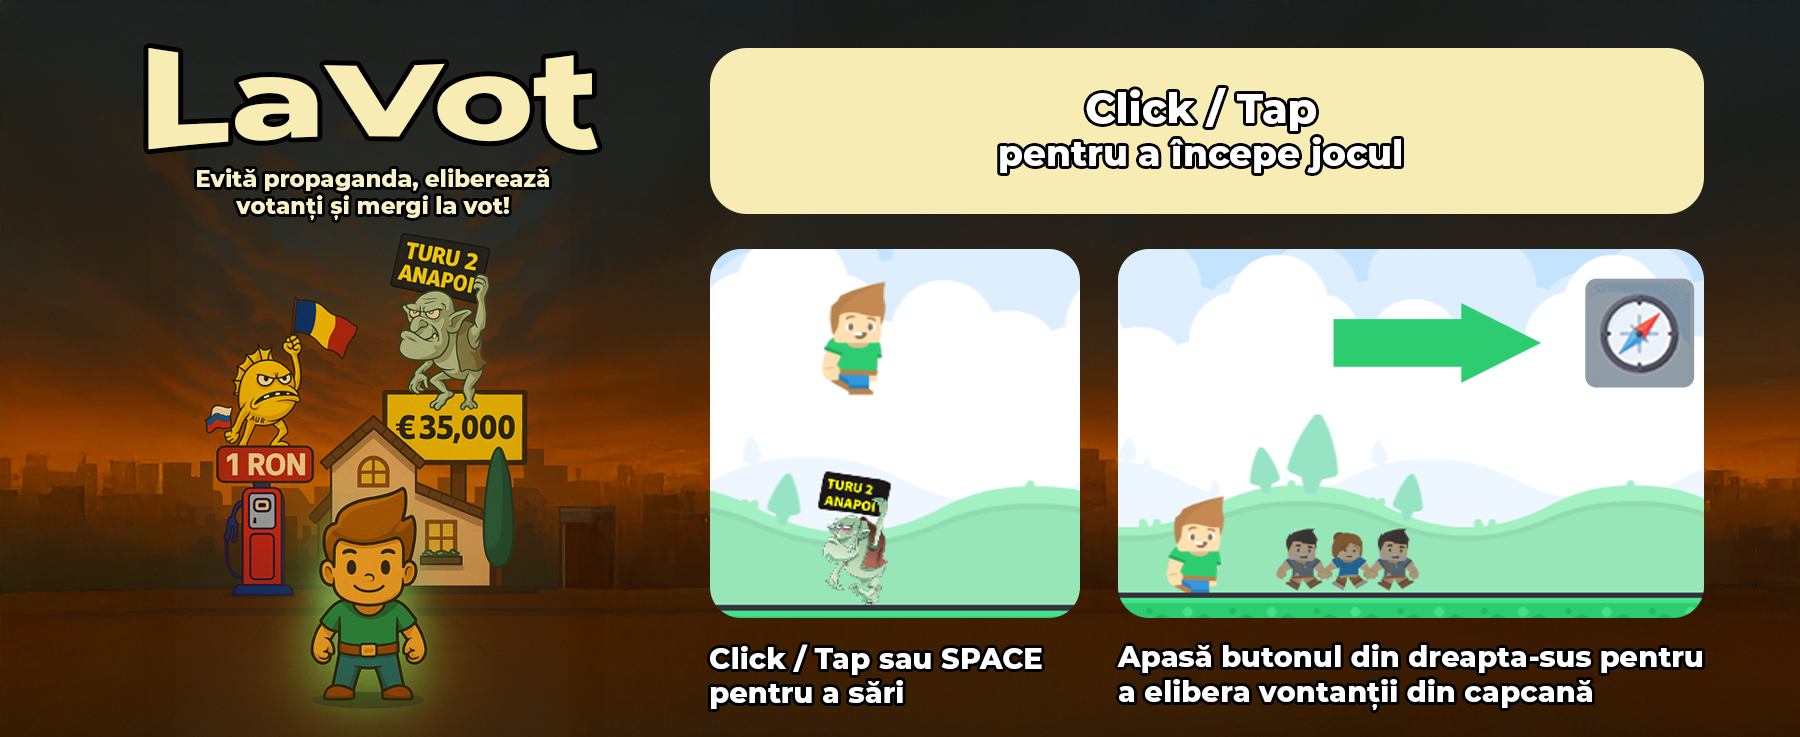 LaVot
Evită propaganda, eliberează
votanți și mergi la vot!
TURU 2
ANAPOI
€35,000
AUR
1 RON
Click / Tap
pentru a începe jocul
TURU 2
ANAPOI
Click / Tap sau SPACE
pentru a sări
Apasă butonul din dreapta-sus pentru
a elibera vontanții din capcană